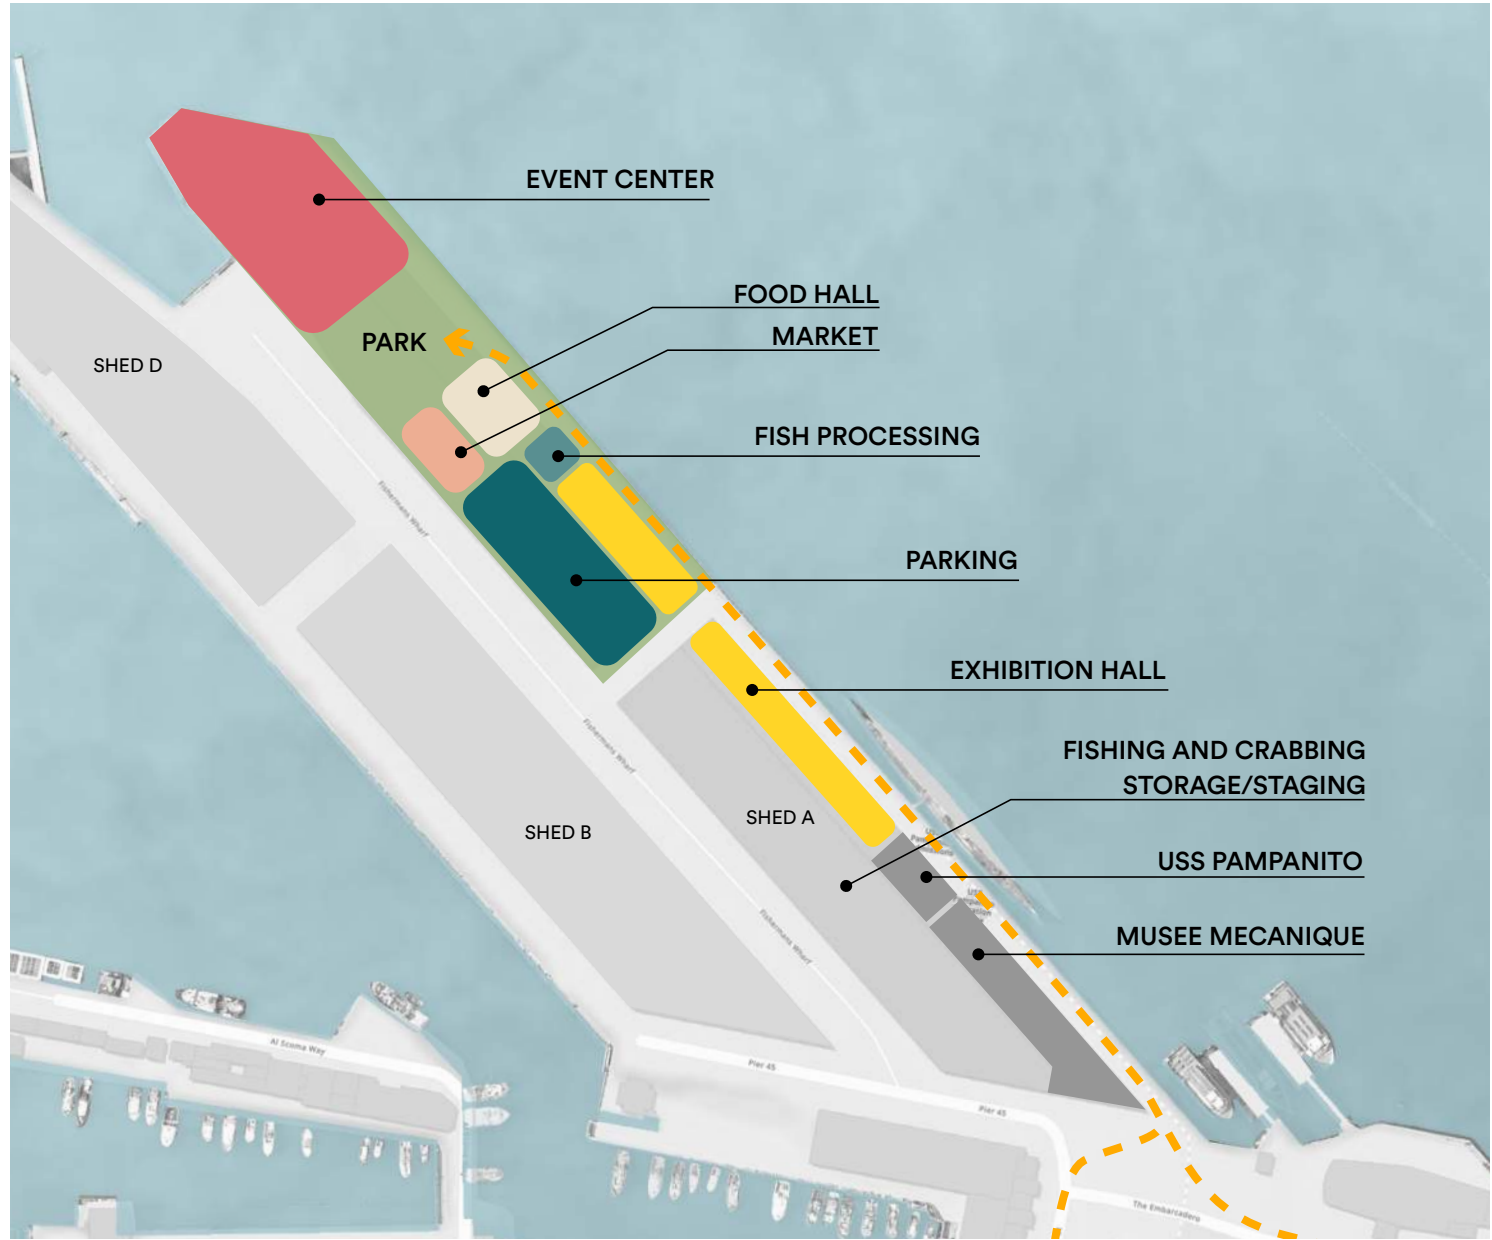 EVENT CENTER
FOOD HALL
MARKET
PARK
SHED D
FISH PROCESSING
Fishermans Wharf
PARKING
EXHIBITION HALL
Fishermans Wharf
FISHING AND CRABBING
STORAGE/STAGING
SHED A
SHED B
USS PAMPANITO
Fishermans Wharf
MUSEE MECANIQUE
Al Scoma Way
Pier 45
Pier 45
The Embarcadero